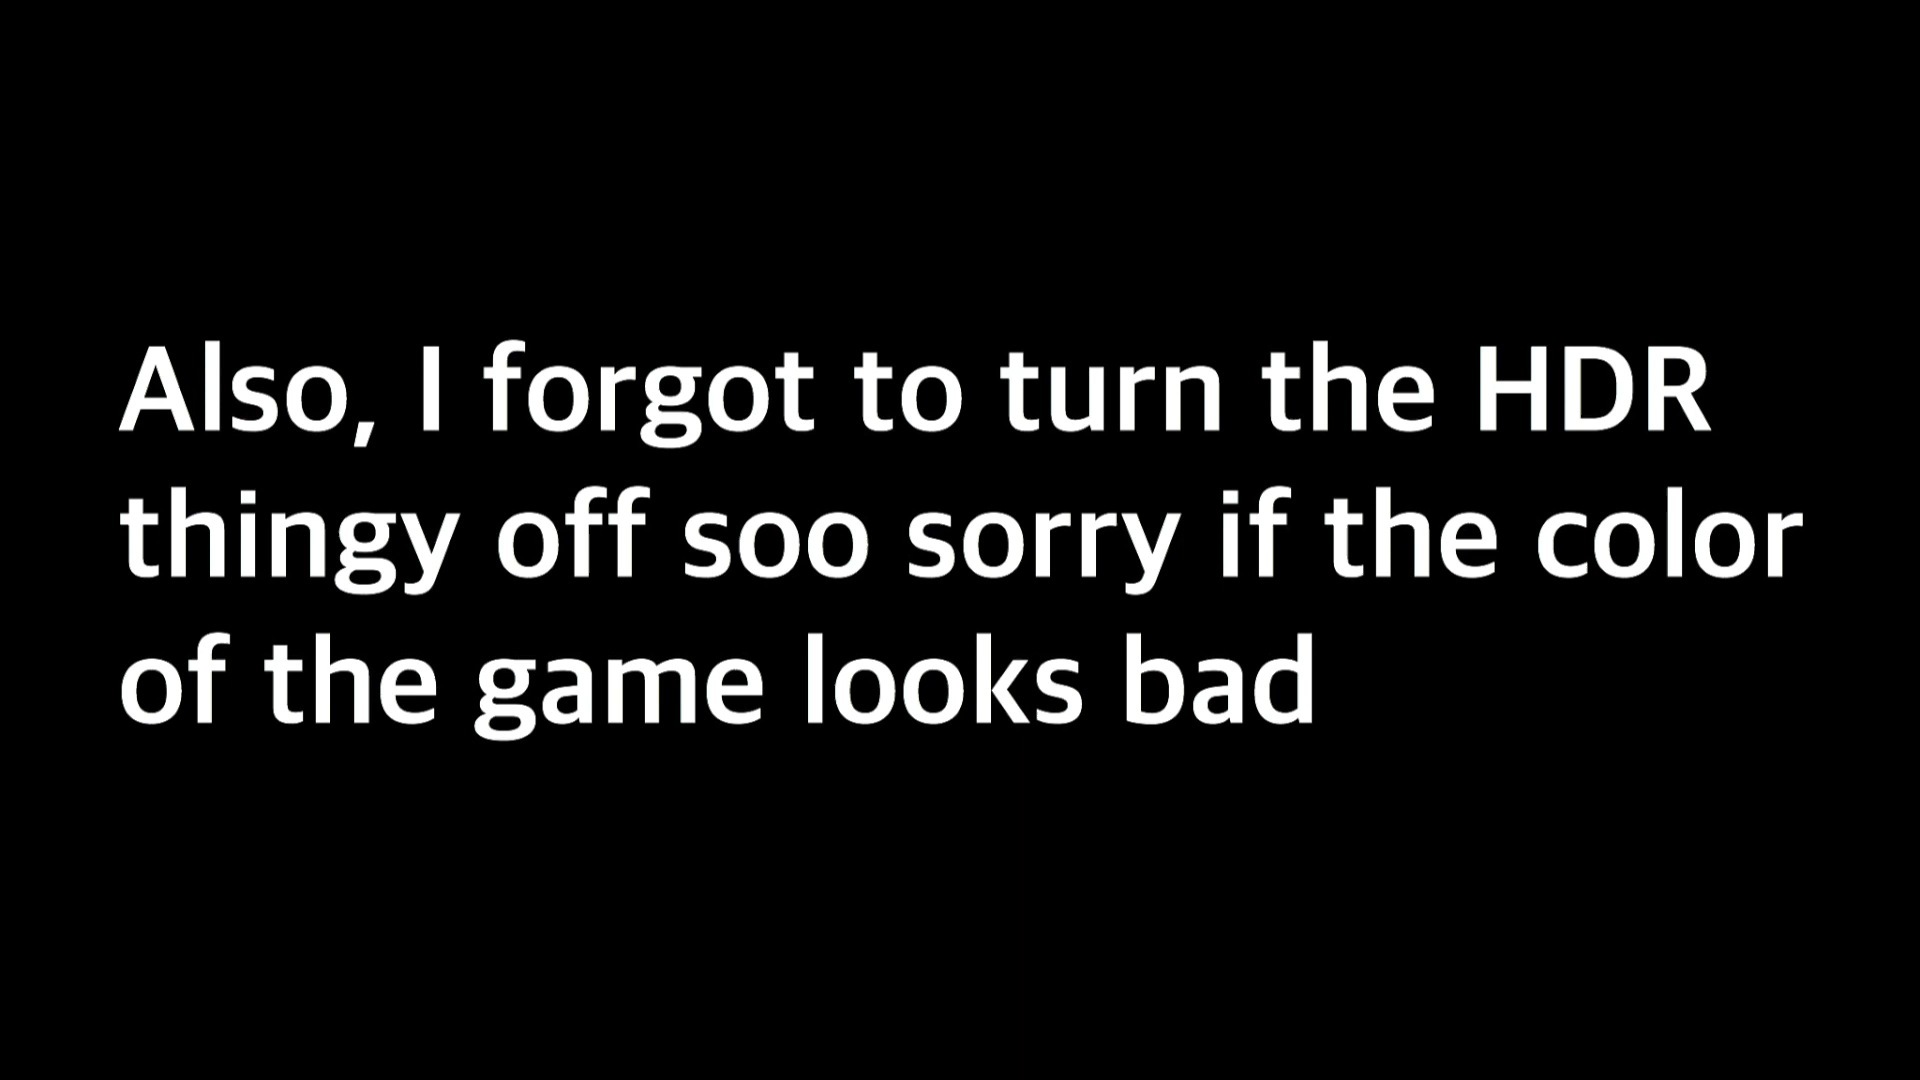 Also, I forgot to turn the HDR
thingy off soo sorry if the color
of the game looks bad